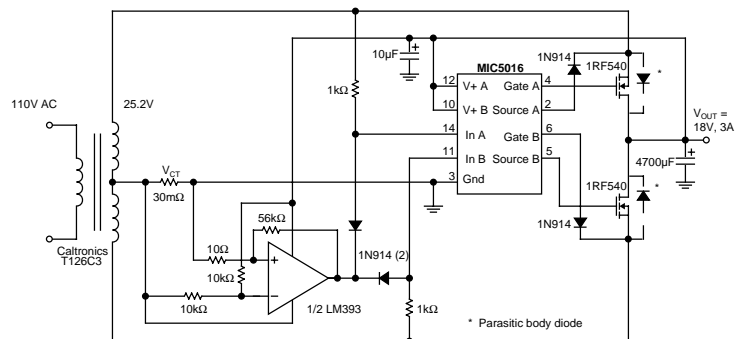 110V AC
25.2V
Caltronics
T126C3
V_CT
30mΩ
1kΩ
10µF
+
MIC5016
12
V+ A
Gate A
4
10
V+ B
Source A
2
14
In A
Gate B
6
11
In B
Source B
5
3
Gnd
1N914
1RF540
*
V_OUT =
18V, 3A
4700µF
+
1RF540
*
1N914
56kΩ
10Ω
10kΩ
10kΩ
+
−
1/2 LM393
1N914 (2)
1kΩ
* Parasitic body diode